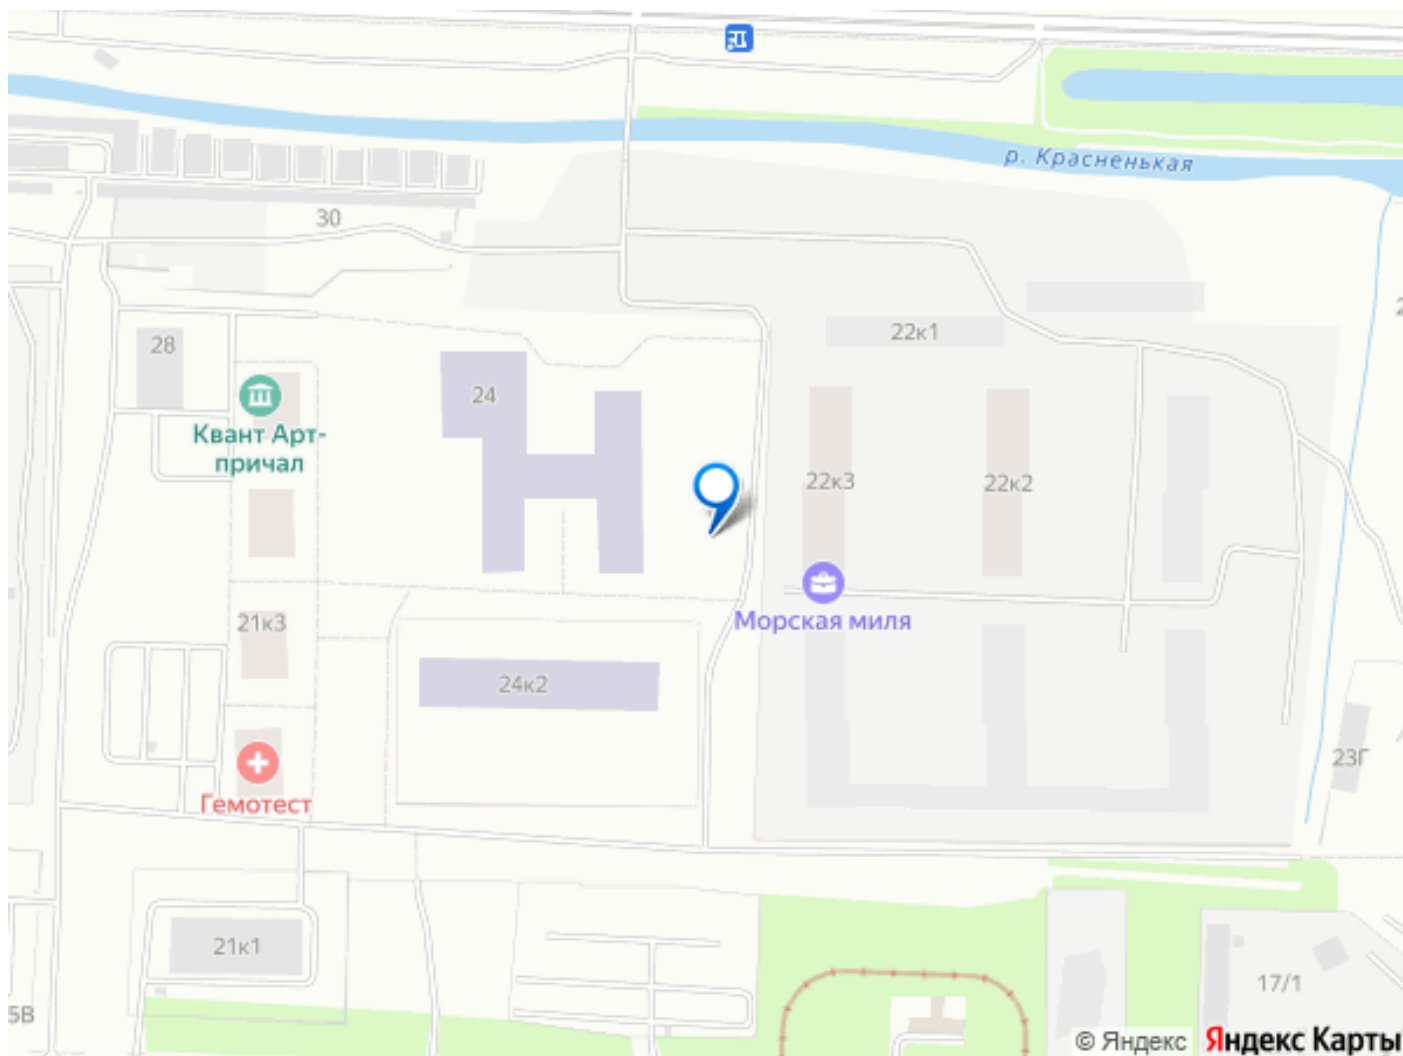 р. Красненькая
30
22к1
28
24
Квант Арт-
причал
22к3
22к2
21к3
Морская миля
24к2
23Г
Гемотест
21к1
17/1
5В
© Яндекс
Яндекс Карты